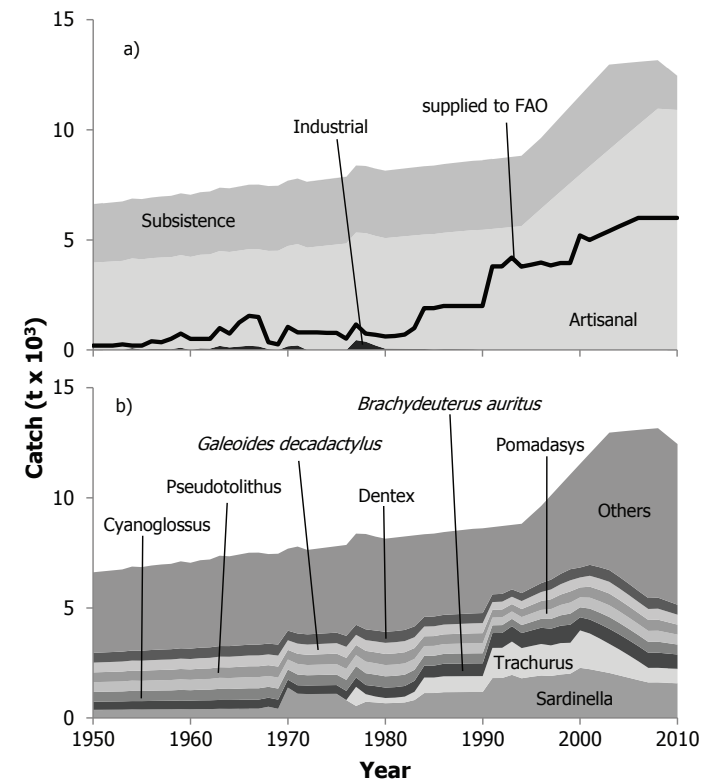 15
a)
supplied to FAO
Industrial
10
Subsistence
5
Artisanal
0
Catch (t x 10³)
15
b)
Brachydeuterus auritus
Galeoides decadactylus
Pomadasys
Pseudotolithus
Dentex
10
Cyanoglossus
Others
5
Trachurus
Sardinella
0
1950 1960 1970 1980 1990 2000 2010
Year